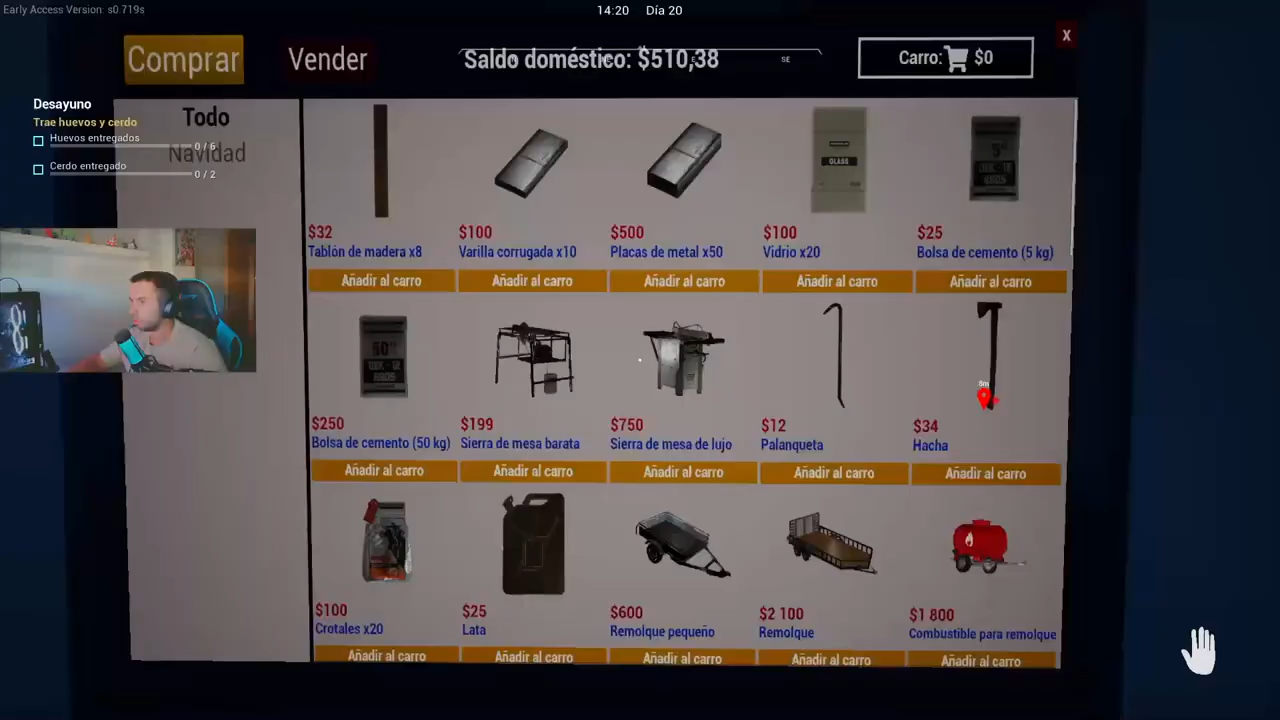 Early Access Version: s0.719s
14:20 Día 20
Comprar
Vender
Saldo doméstico: $510,38
SE
Carro: $0
X
Desayuno
Trae huevos y cerdo
Huevos entregados
0 / 6
Cerdo entregado
0 / 2
Todo
Navidad
GLASS
$32
Tablón de madera x8
Añadir al carro
$100
Varilla corrugada x10
Añadir al carro
$500
Placas de metal x50
Añadir al carro
$100
Vidrio x20
Añadir al carro
$25
Bolsa de cemento (5 kg)
Añadir al carro
$250
Bolsa de cemento (50 kg)
Añadir al carro
$199
Sierra de mesa barata
Añadir al carro
$750
Sierra de mesa de lujo
Añadir al carro
$12
Palanqueta
Añadir al carro
$34
Hacha
Añadir al carro
$100
Crotales x20
Añadir al carro
$25
Lata
Añadir al carro
$600
Remolque pequeño
Añadir al carro
$2 100
Remolque
Añadir al carro
$1 800
Combustible para remolque
Añadir al carro